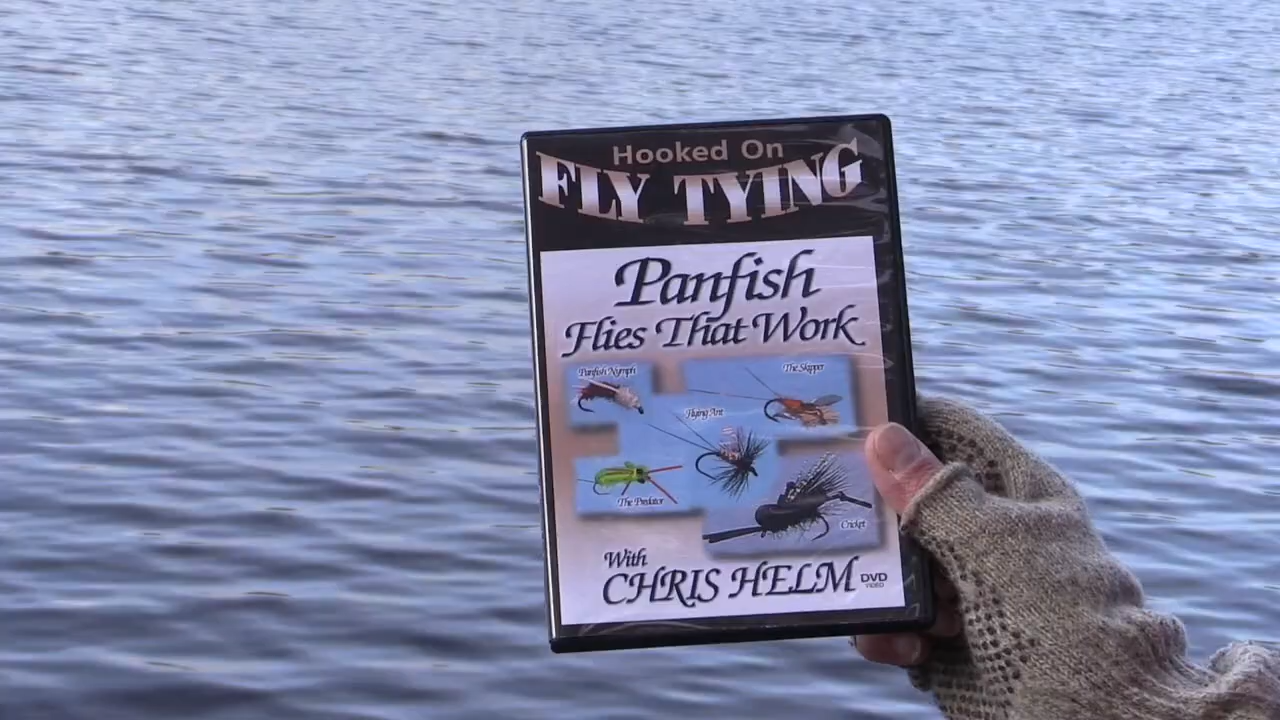 Hooked On
FLY TYING
Panfish
Flies That Work
Panfish Nymph
The Skipper
Flying Ant
The Predator
Cricket
With
CHRIS HELM
DVD
VIDEO